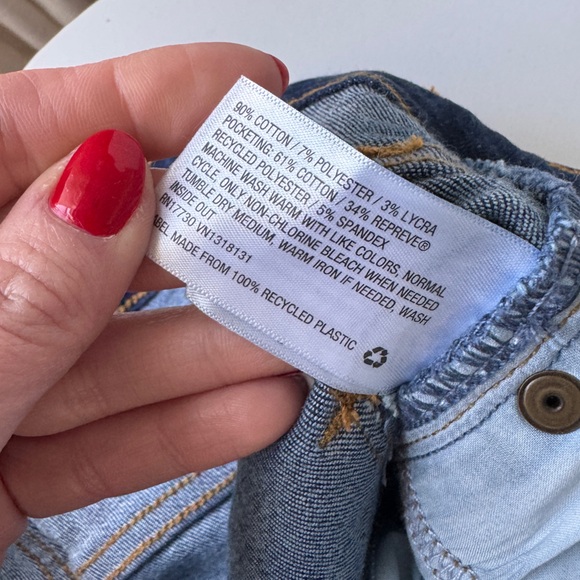 90% COTTON / 7% POLYESTER / 3% LYCRA
POCKETING: 61% COTTON / 34% REPREVE®
RECYCLED POLYESTER / 5% SPANDEX
MACHINE WASH WARM WITH LIKE COLORS, NORMAL
CYCLE. ONLY NON-CHLORINE BLEACH WHEN NEEDED
TUMBLE DRY MEDIUM, WARM IRON IF NEEDED, WASH
INSIDE OUT
RN17730 VN1318131
ABEL MADE FROM 100% RECYCLED PLASTIC